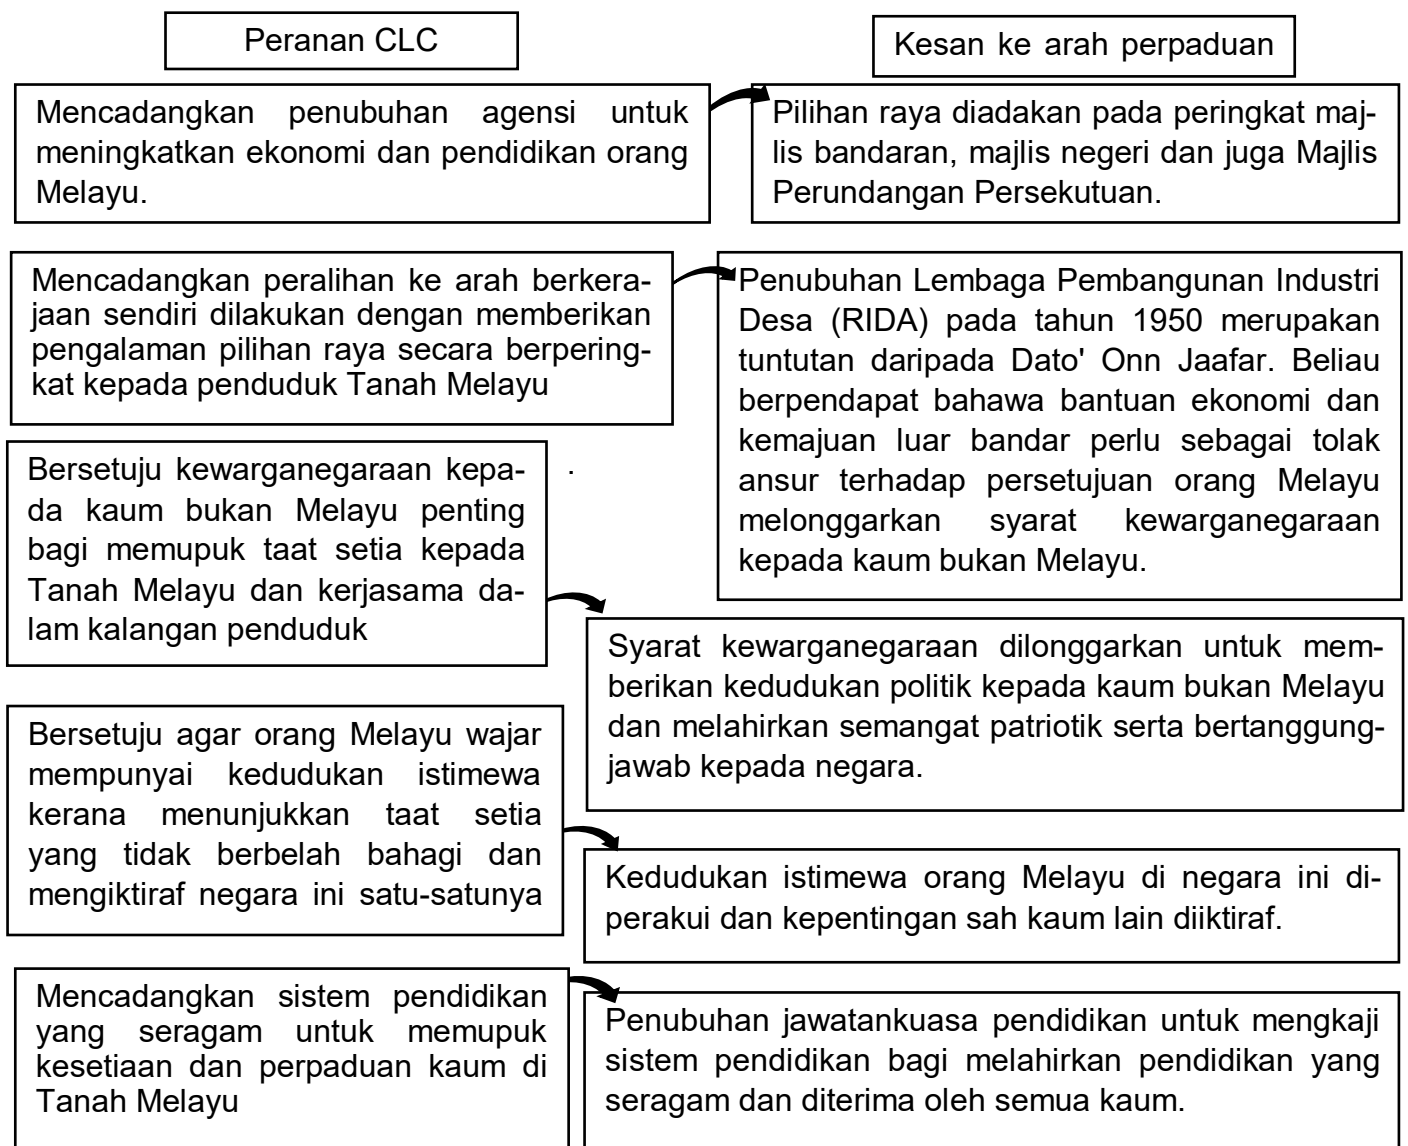 Peranan CLC
Kesan ke arah perpaduan
Mencadangkan penubuhan agensi untuk
meningkatkan ekonomi dan pendidikan orang
Melayu.
Pilihan raya diadakan pada peringkat maj-
lis bandaran, majlis negeri dan juga Majlis
Perundangan Persekutuan.
Mencadangkan peralihan ke arah berkera-
jaan sendiri dilakukan dengan memberikan
pengalaman pilihan raya secara berpering-
kat kepada penduduk Tanah Melayu
Penubuhan Lembaga Pembangunan Industri
Desa (RIDA) pada tahun 1950 merupakan
tuntutan daripada Dato' Onn Jaafar. Beliau
berpendapat bahawa bantuan ekonomi dan
kemajuan luar bandar perlu sebagai tolak
ansur terhadap persetujuan orang Melayu
melonggarkan syarat kewarganegaraan
kepada kaum bukan Melayu.
Bersetuju kewarganegaraan kepa-
da kaum bukan Melayu penting
bagi memupuk taat setia kepada
Tanah Melayu dan kerjasama da-
lam kalangan penduduk
.
Syarat kewarganegaraan dilonggarkan untuk mem-
berikan kedudukan politik kepada kaum bukan Melayu
dan melahirkan semangat patriotik serta bertanggung-
jawab kepada negara.
Bersetuju agar orang Melayu wajar
mempunyai kedudukan istimewa
kerana menunjukkan taat setia
yang tidak berbelah bahagi dan
mengiktiraf negara ini satu-satunya
Kedudukan istimewa orang Melayu di negara ini di-
perakui dan kepentingan sah kaum lain diiktiraf.
Mencadangkan sistem pendidikan
yang seragam untuk memupuk
kesetiaan dan perpaduan kaum di
Tanah Melayu
Penubuhan jawatankuasa pendidikan untuk mengkaji
sistem pendidikan bagi melahirkan pendidikan yang
seragam dan diterima oleh semua kaum.